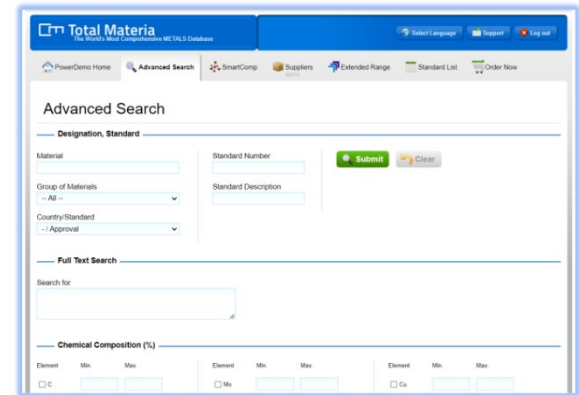 Total Materia
The World's Most Comprehensive METALS Database
Select Language Support Log out
PowerDemo Home Advanced Search SmartComp Suppliers Extended Range Standard List Order Now
BETA
Advanced Search
Designation, Standard
Material Standard Number Submit Clear
Group of Materials Standard Description
-- All --
Country/Standard
- / Approval
Full Text Search
Search for
Chemical Composition (%)
Element Min. Max. Element Min. Max. Element Min. Max.
C Mo Co